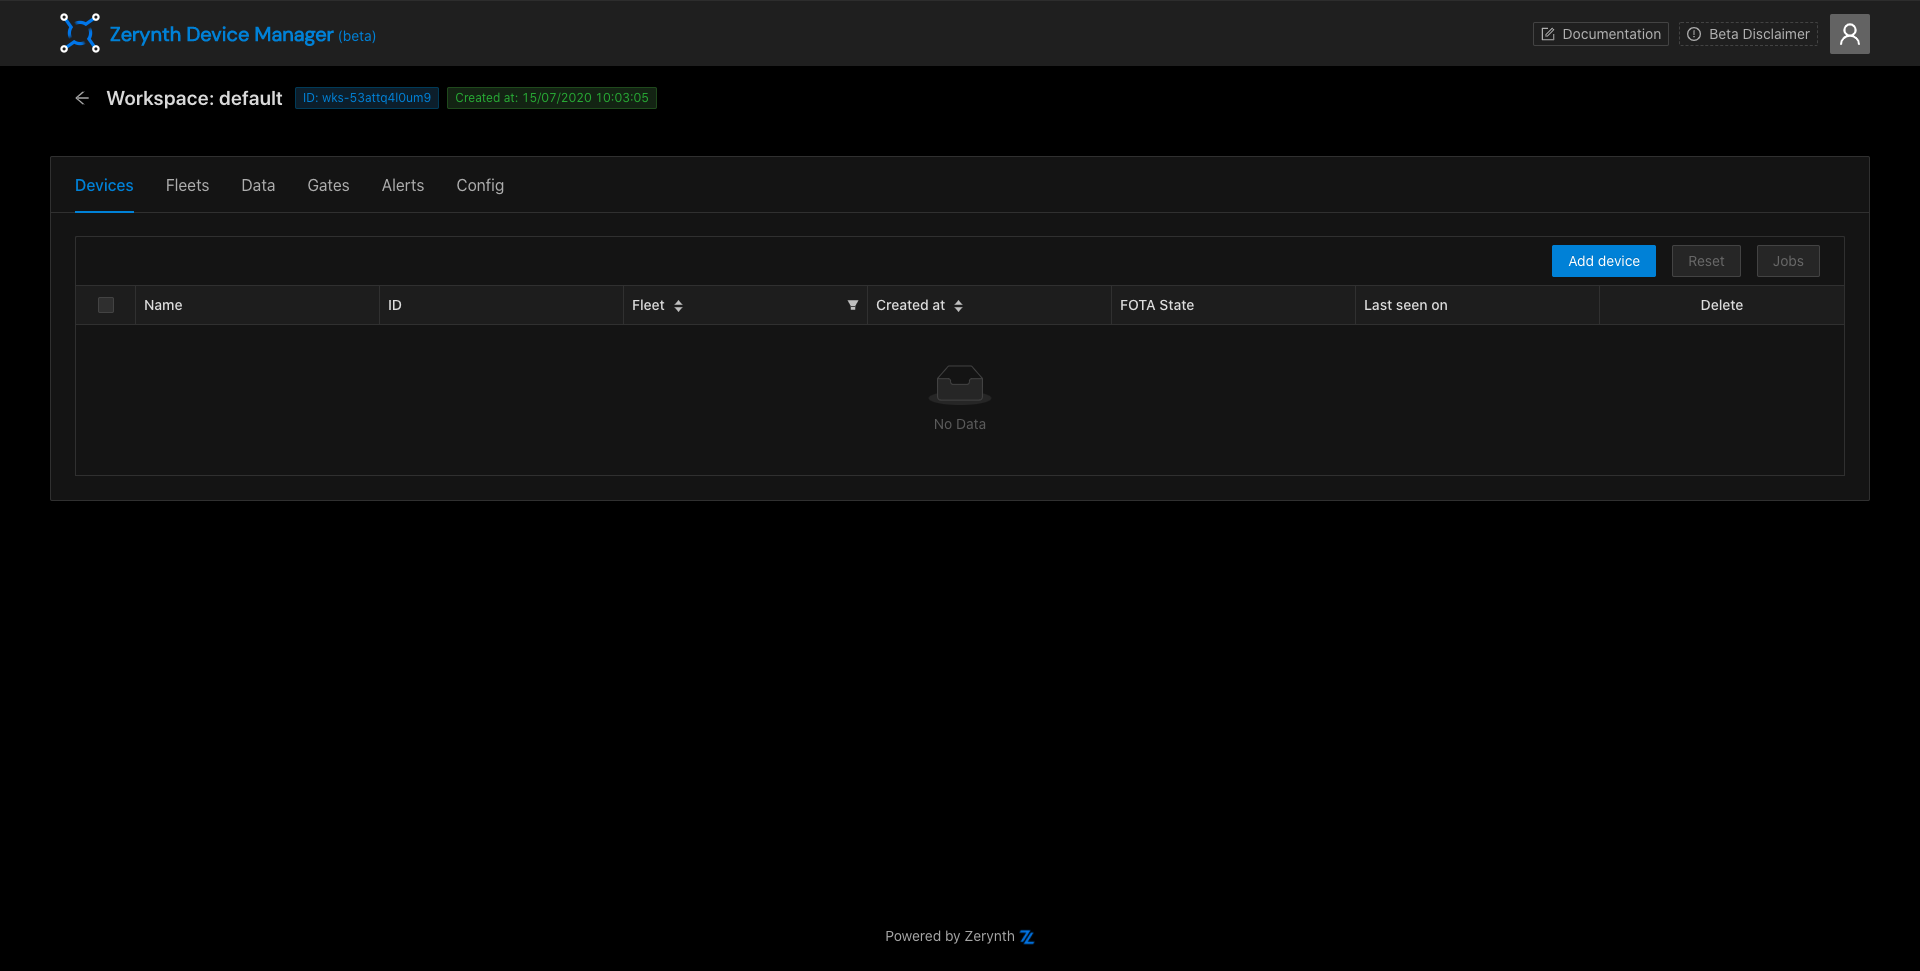 Zerynth Device Manager (beta)
Documentation
Beta Disclaimer
Workspace: default
ID: wks-53attq4l0um9
Created at: 15/07/2020 10:03:05
Devices Fleets Data Gates Alerts Config
Add device Reset Jobs
Name ID Fleet Created at FOTA State Last seen on Delete
No Data
Powered by Zerynth